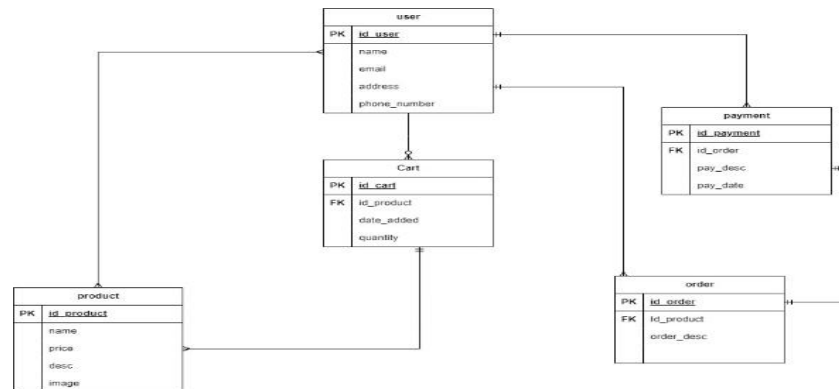 user
PK id_user
name
email
address
phone_number
payment
PK id_payment
FK id_order
pay_desc
pay_date
Cart
PK id_cart
FK id_product
date_added
quantity
product
PK id_product
name
price
desc
image
order
PK id_order
FK id_product
order_desc